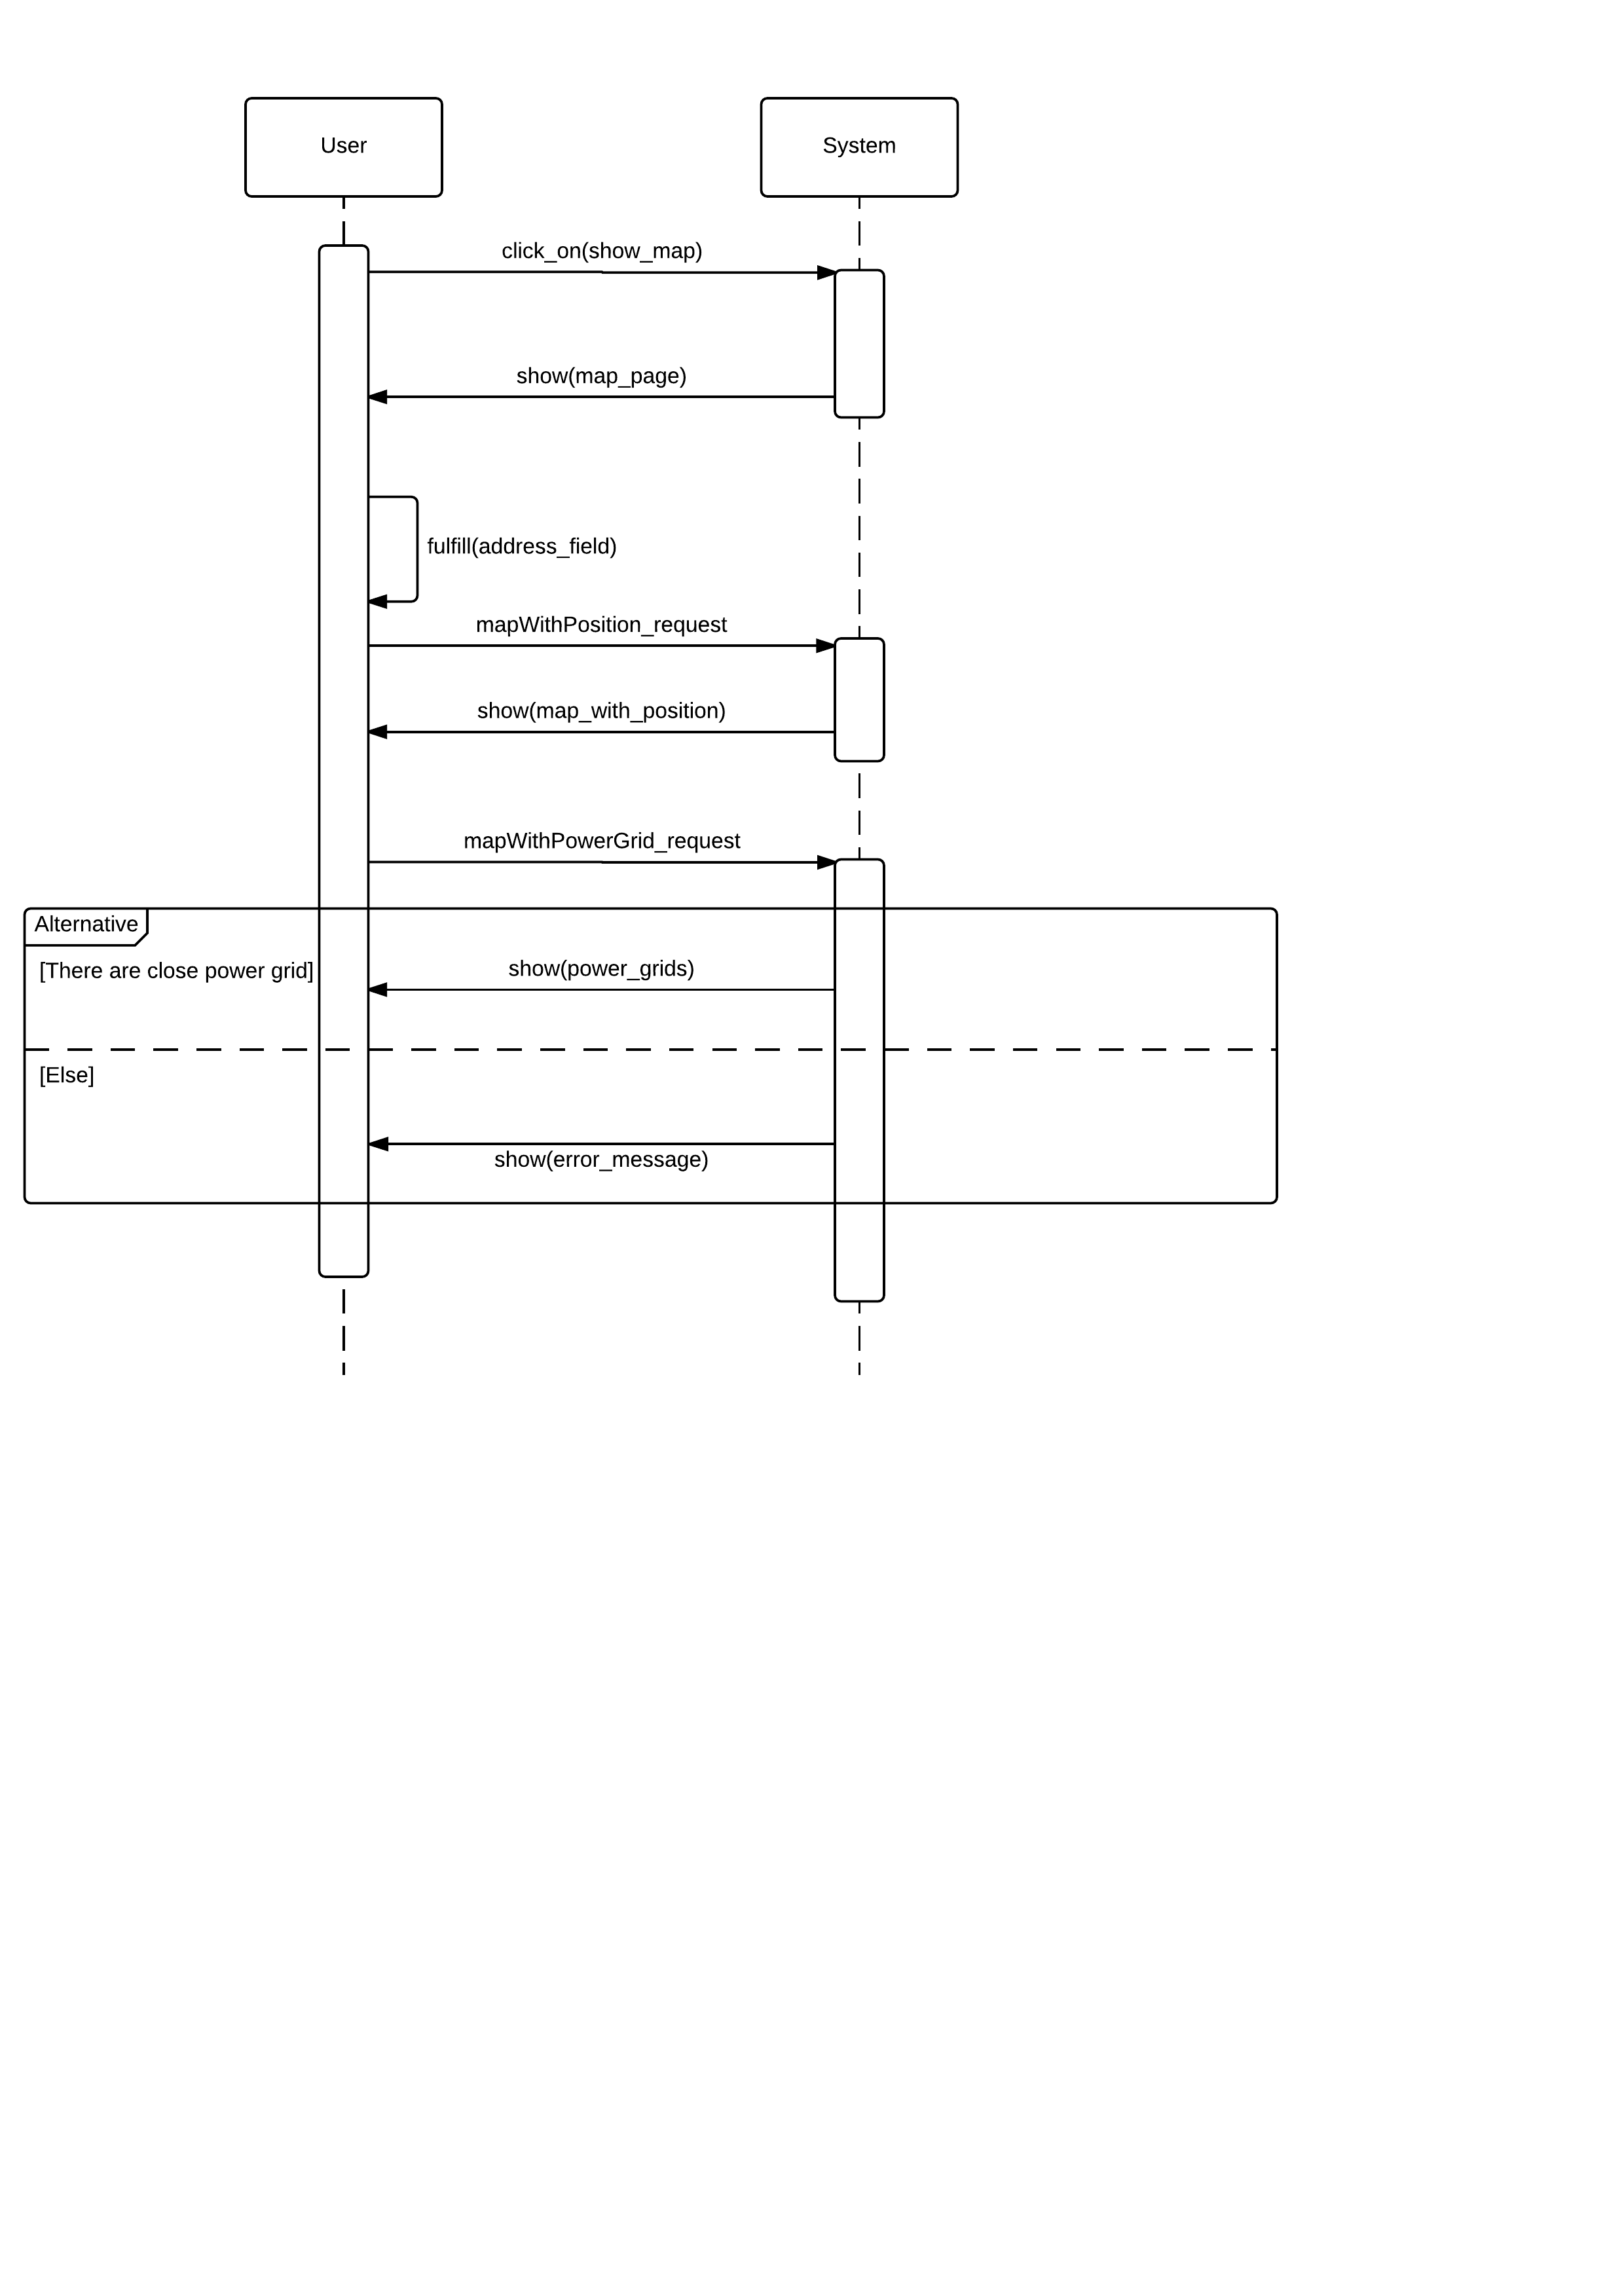 User
System
click_on(show_map)
show(map_page)
fulfill(address_field)
mapWithPosition_request
show(map_with_position)
mapWithPowerGrid_request
Alternative
[There are close power grid]
show(power_grids)
[Else]
show(error_message)